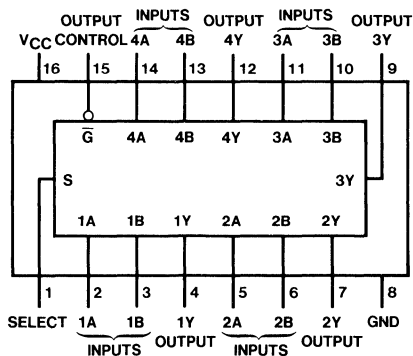 OUTPUT INPUTS OUTPUT INPUTS OUTPUT
VCC CONTROL 4A 4B 4Y 3A 3B 3Y
16 15 14 13 12 11 10 9
G 4A 4B 4Y 3A 3B
S 3Y
1A 1B 1Y 2A 2B 2Y
1 2 3 4 5 6 7 8
SELECT 1A 1B 1Y 2A 2B 2Y GND
INPUTS OUTPUT INPUTS OUTPUT